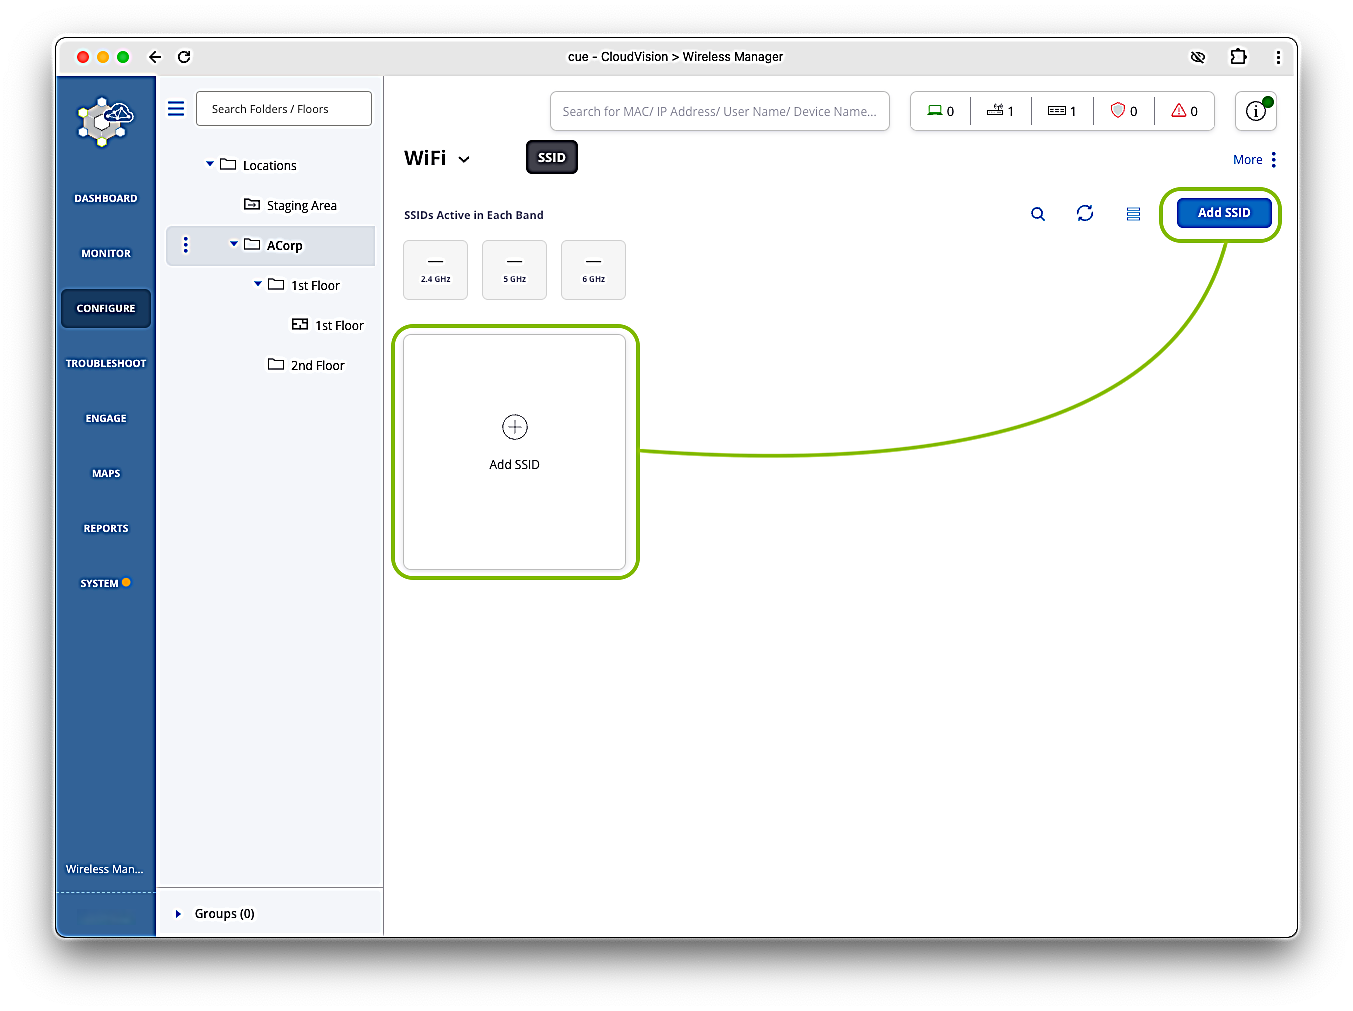 cue - CloudVision > Wireless Manager
Search Folders / Floors
Search for MAC/ IP Address/ User Name/ Device Name...
0
1
1
0
0
WiFi
SSID
More
DASHBOARD
MONITOR
CONFIGURE
TROUBLESHOOT
ENGAGE
MAPS
REPORTS
SYSTEM
Wireless Man...
Locations
Staging Area
ACorp
1st Floor
1st Floor
2nd Floor
Groups (0)
SSIDs Active in Each Band
Add SSID
— 
2.4 GHz
—
5 GHz
—
6 GHz
Add SSID